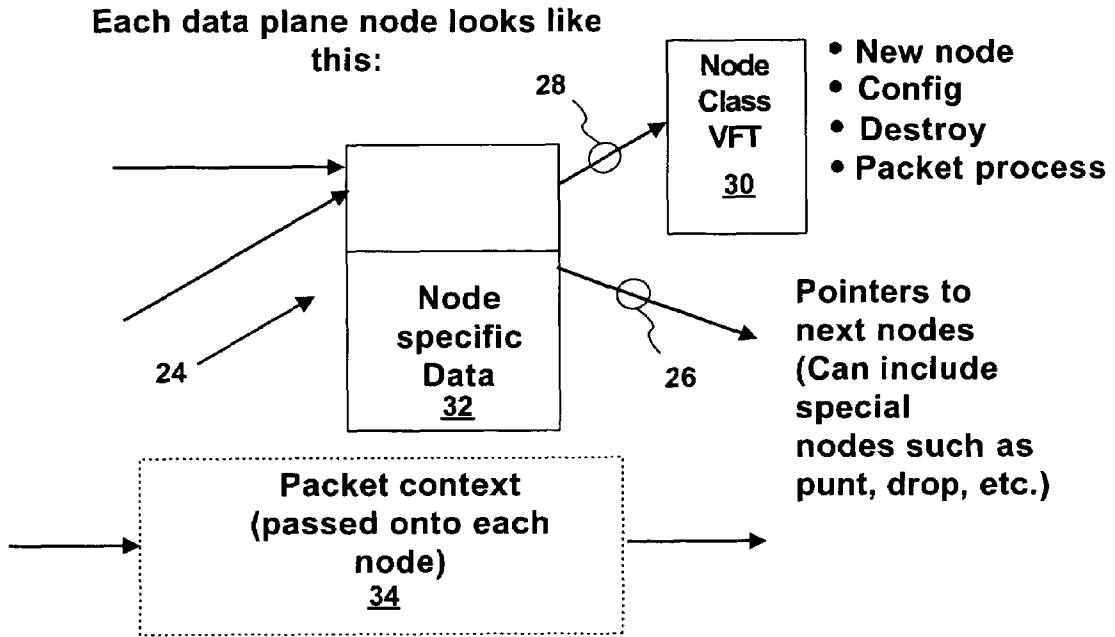 Each data plane node looks like
this:
28
Node
Class
VFT
30
• New node
• Config
• Destroy
• Packet process
24
Node
specific
Data
32
26
Pointers to
next nodes
(Can include
special
nodes such as
punt, drop, etc.)
Packet context
(passed onto each
node)
34